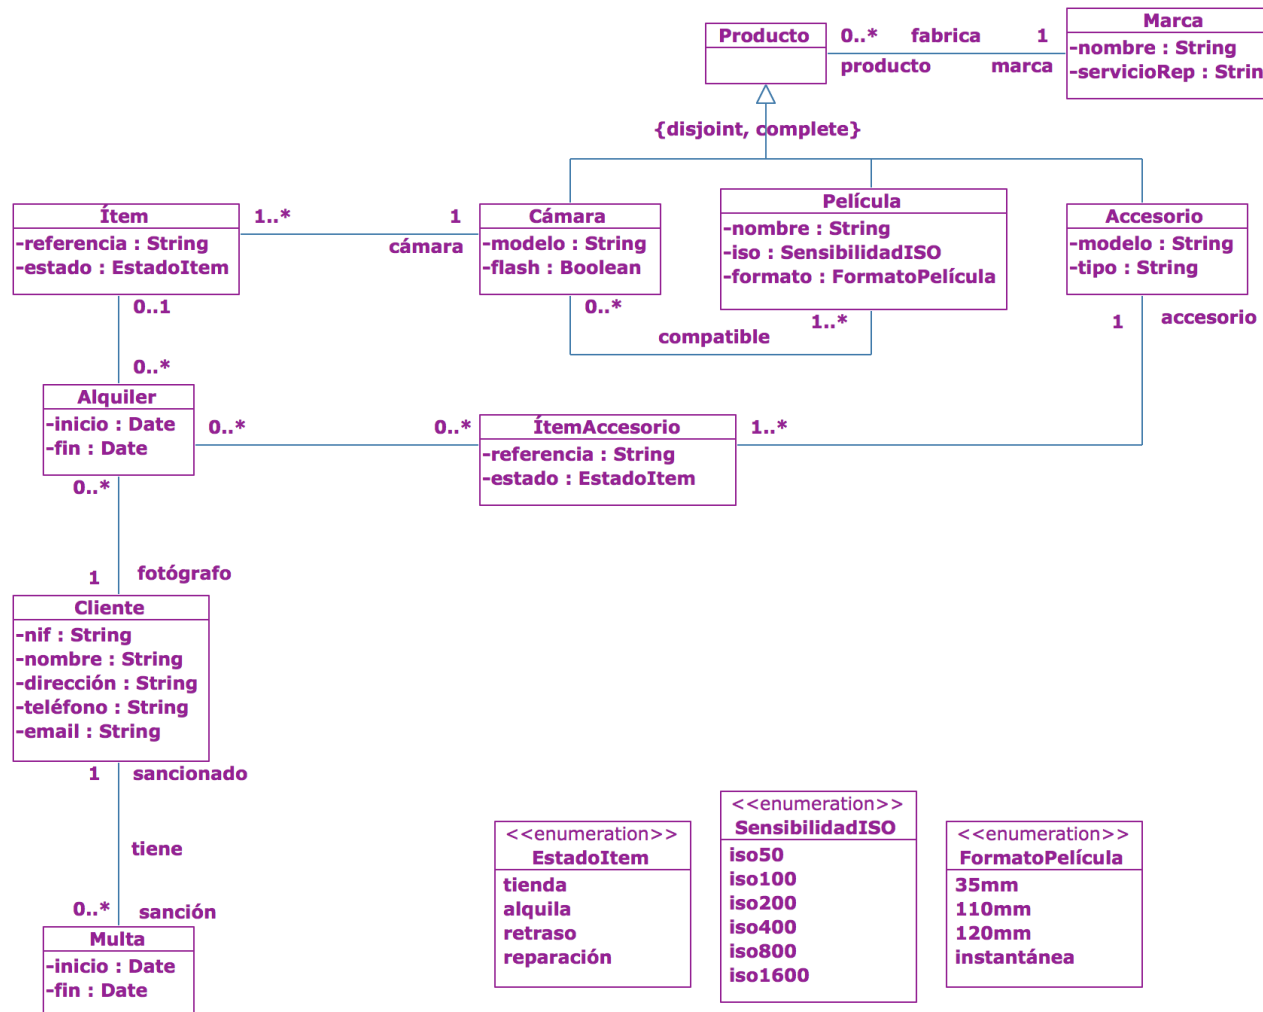 Producto
0..* fabrica 1
producto marca
Marca
-nombre : String
-servicioRep : Strin
{disjoint, complete}
Ítem
-referencia : String
-estado : EstadoItem
1..* 1
cámara
Cámara
-modelo : String
-flash : Boolean
Película
-nombre : String
-iso : SensibilidadISO
-formato : FormatoPelícula
Accesorio
-modelo : String
-tipo : String
0..1
0..*
1..*
compatible
1 accesorio
0..*
Alquiler
-inicio : Date
-fin : Date
0..* 0..*
ÍtemAccesorio
-referencia : String
-estado : EstadoItem
1..*
0..*
1 fotógrafo
Cliente
-nif : String
-nombre : String
-dirección : String
-teléfono : String
-email : String
1 sancionado
tiene
0..* sanción
Multa
-inicio : Date
-fin : Date
<<enumeration>>
EstadoItem
tienda
alquila
retraso
reparación
<<enumeration>>
SensibilidadISO
iso50
iso100
iso200
iso400
iso800
iso1600
<<enumeration>>
FormatoPelícula
35mm
110mm
120mm
instantánea